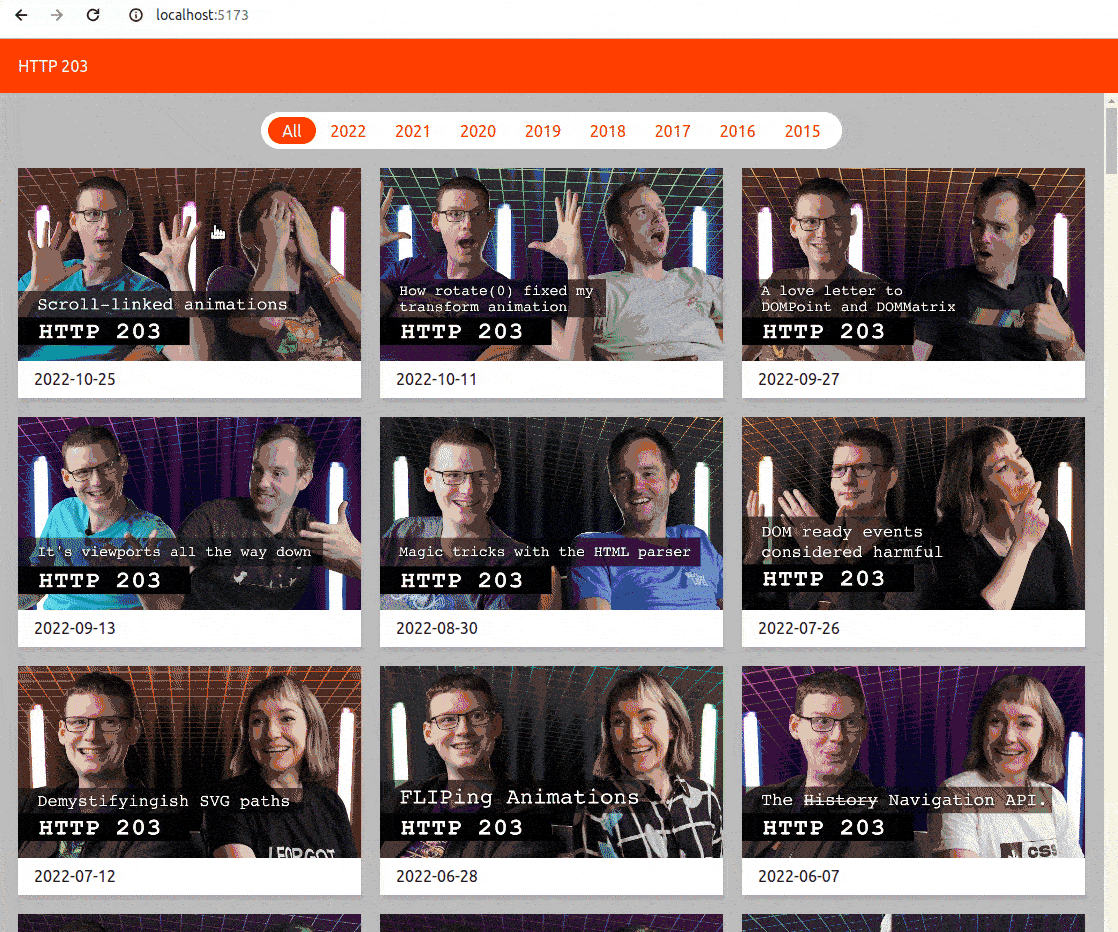 localhost:5173
HTTP 203
All 2022 2021 2020 2019 2018 2017 2016 2015
Scroll-linked animations
HTTP 203
2022-10-25
How rotate(0) fixed my
transform animation
HTTP 203
2022-10-11
A love letter to
DOMPoint and DOMMatrix
HTTP 203
2022-09-27
It's viewports all the way down
HTTP 203
2022-09-13
Magic tricks with the HTML parser
HTTP 203
2022-08-30
DOM ready events
considered harmful
HTTP 203
2022-07-26
Demystifyingish SVG paths
HTTP 203
I FORGOT
2022-07-12
FLIPing Animations
HTTP 203
2022-06-28
The History Navigation API.
HTTP 203
CSS
2022-06-07